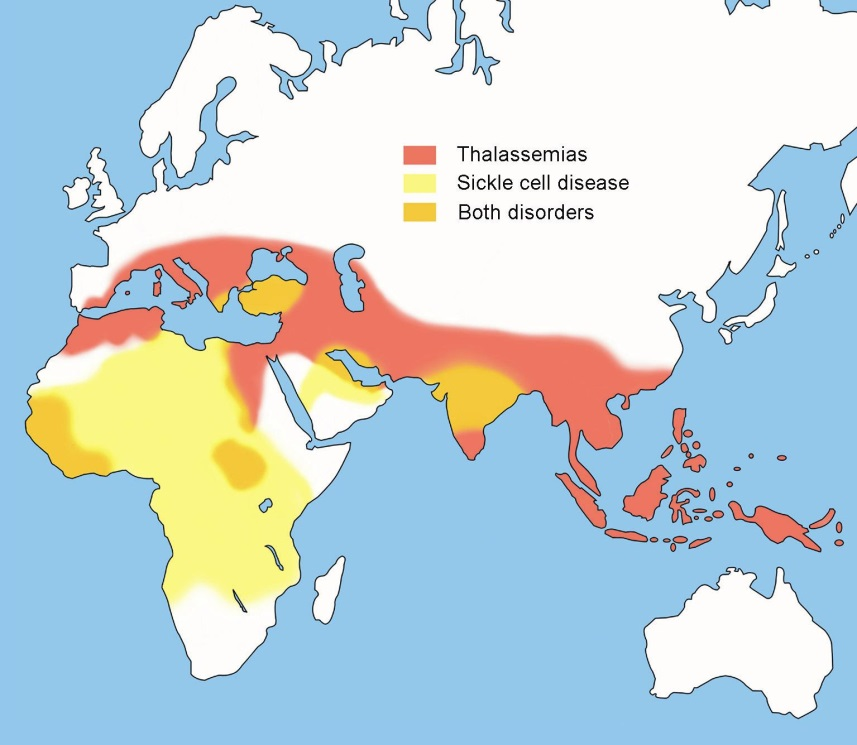 Thalassemias
Sickle cell disease
Both disorders